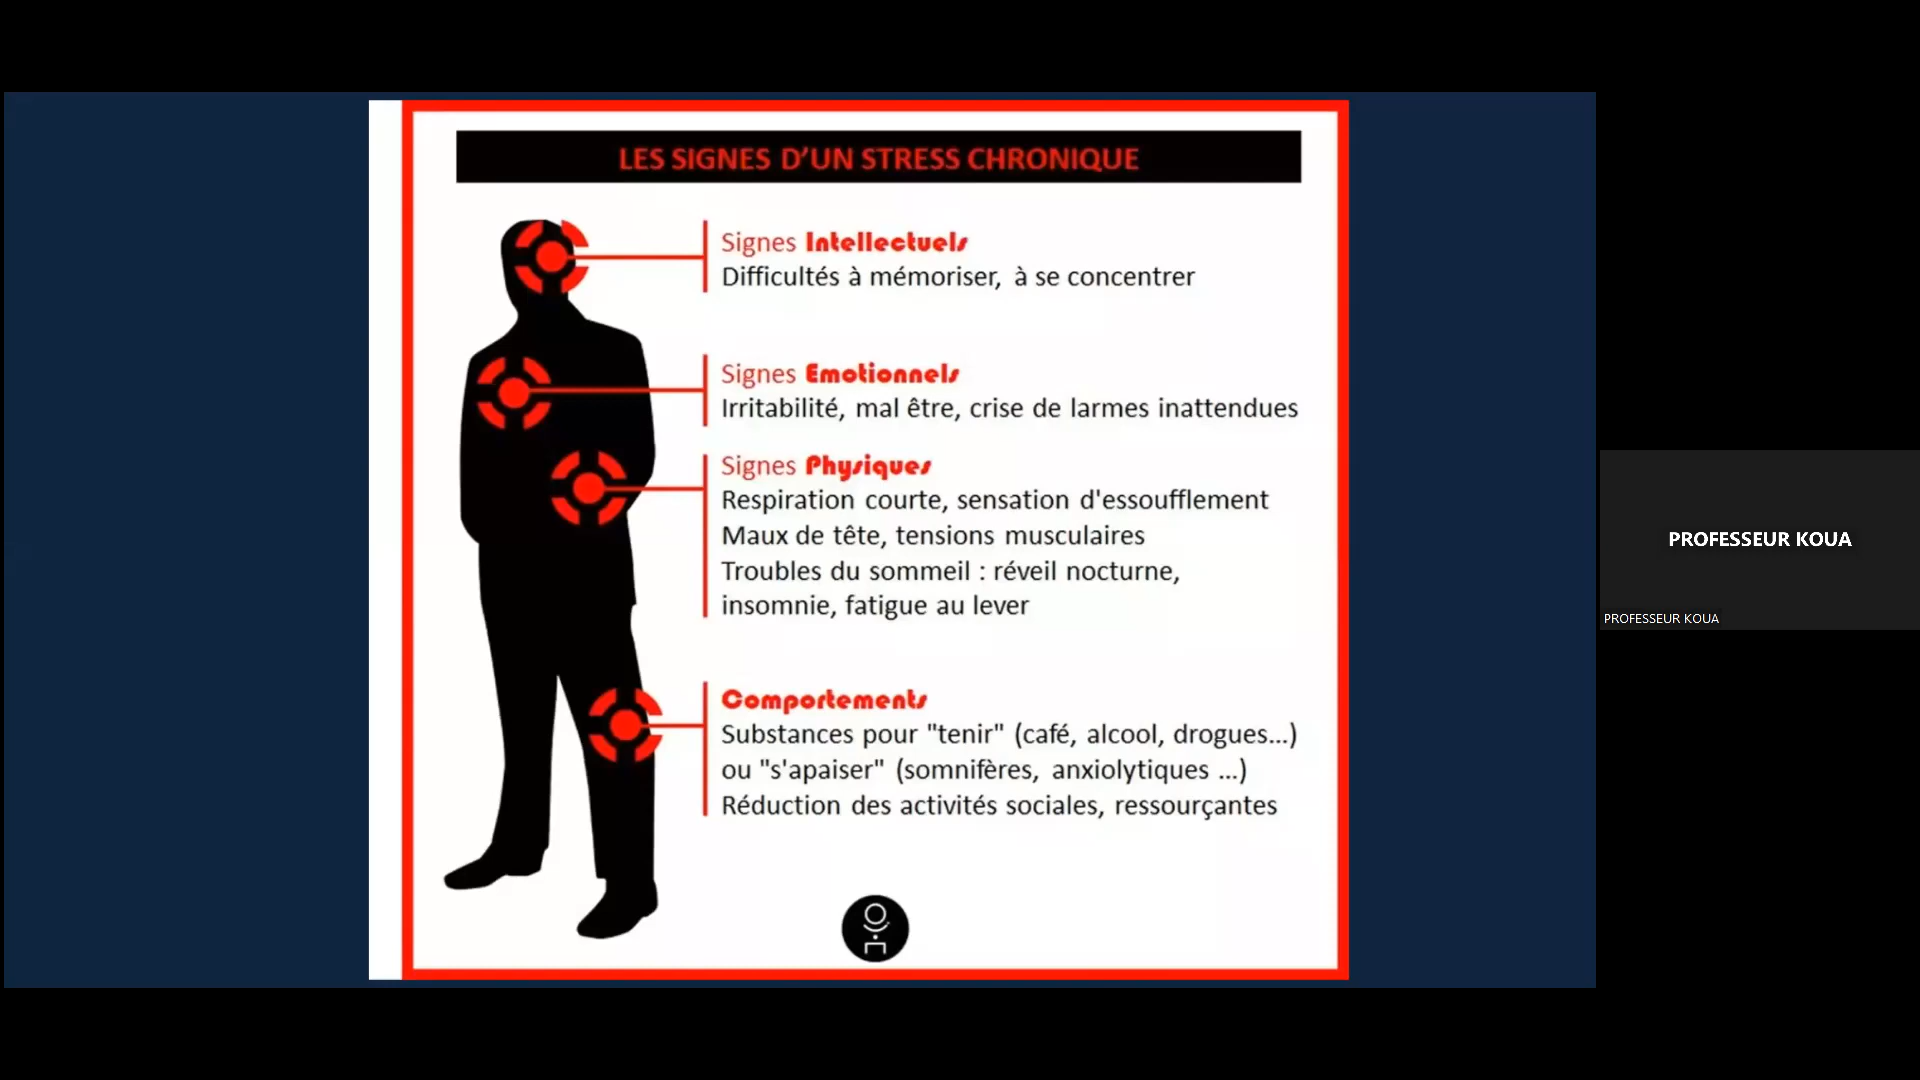 LES SIGNES D’UN STRESS CHRONIQUE
Signes Intellectuels
Difficultés à mémoriser, à se concentrer
Signes Emotionnels
Irritabilité, mal être, crise de larmes inattendues
Signes Physiques
Respiration courte, sensation d'essoufflement
Maux de tête, tensions musculaires
Troubles du sommeil : réveil nocturne,
insomnie, fatigue au lever
Comportements
Substances pour "tenir" (café, alcool, drogues...)
ou "s'apaiser" (somnifères, anxiolytiques ...)
Réduction des activités sociales, ressourçantes
PROFESSEUR KOUA
PROFESSEUR KOUA